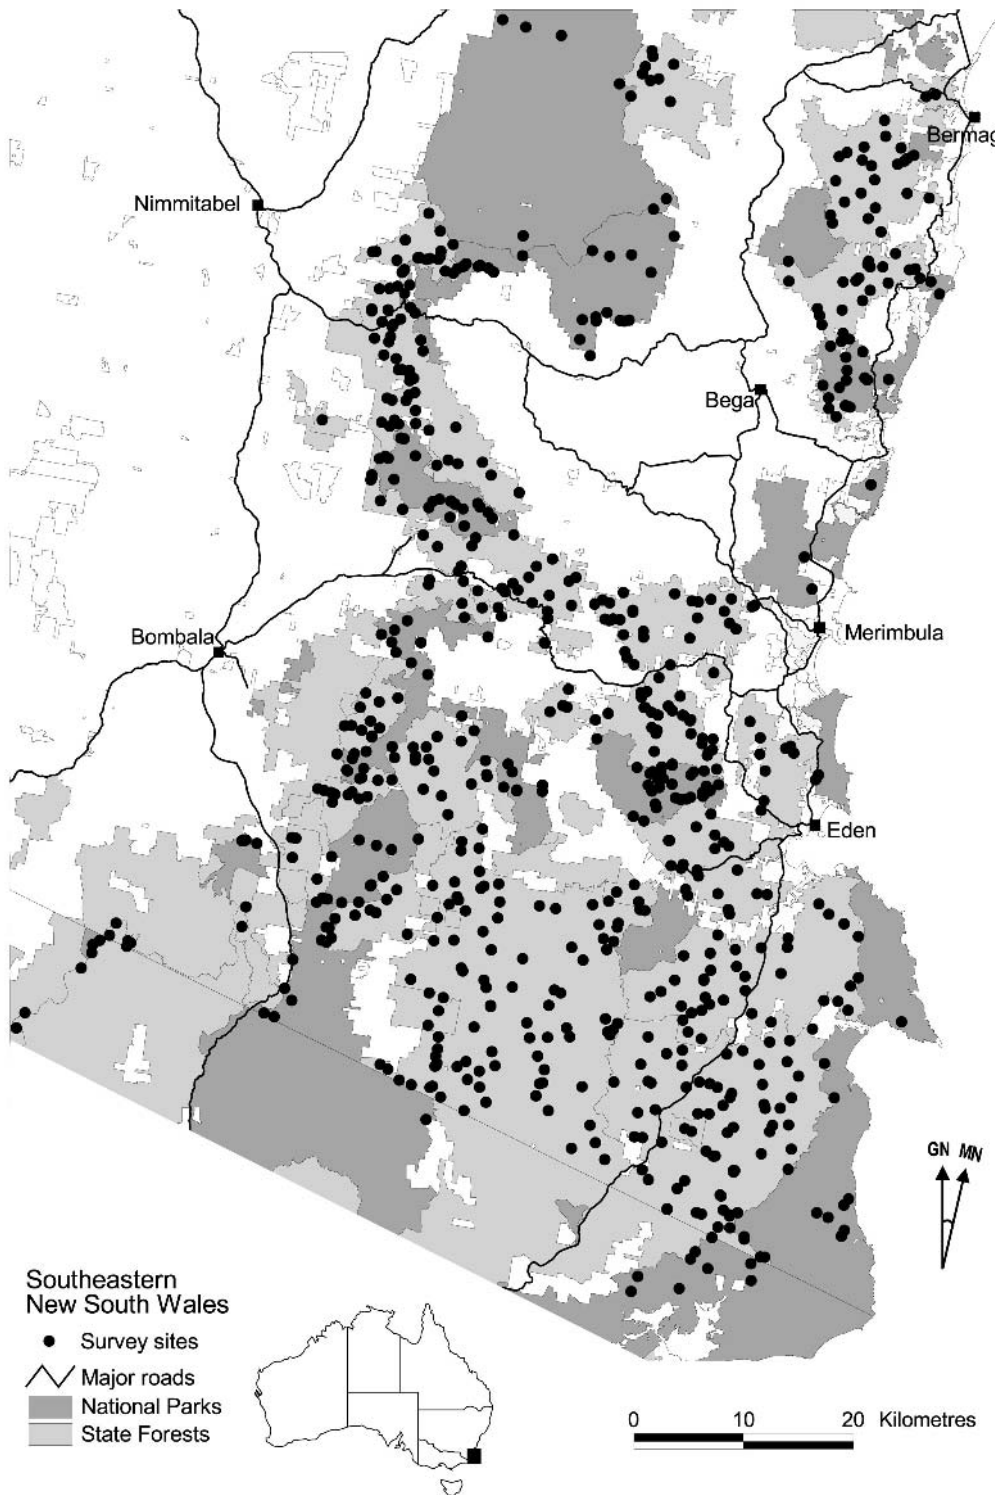 Bermag
Nimmitabel
Bega
Bombala
Merimbula
Eden
GN MN
Southeastern
New South Wales
Survey sites
Major roads
National Parks
State Forests
0 10 20 Kilometres